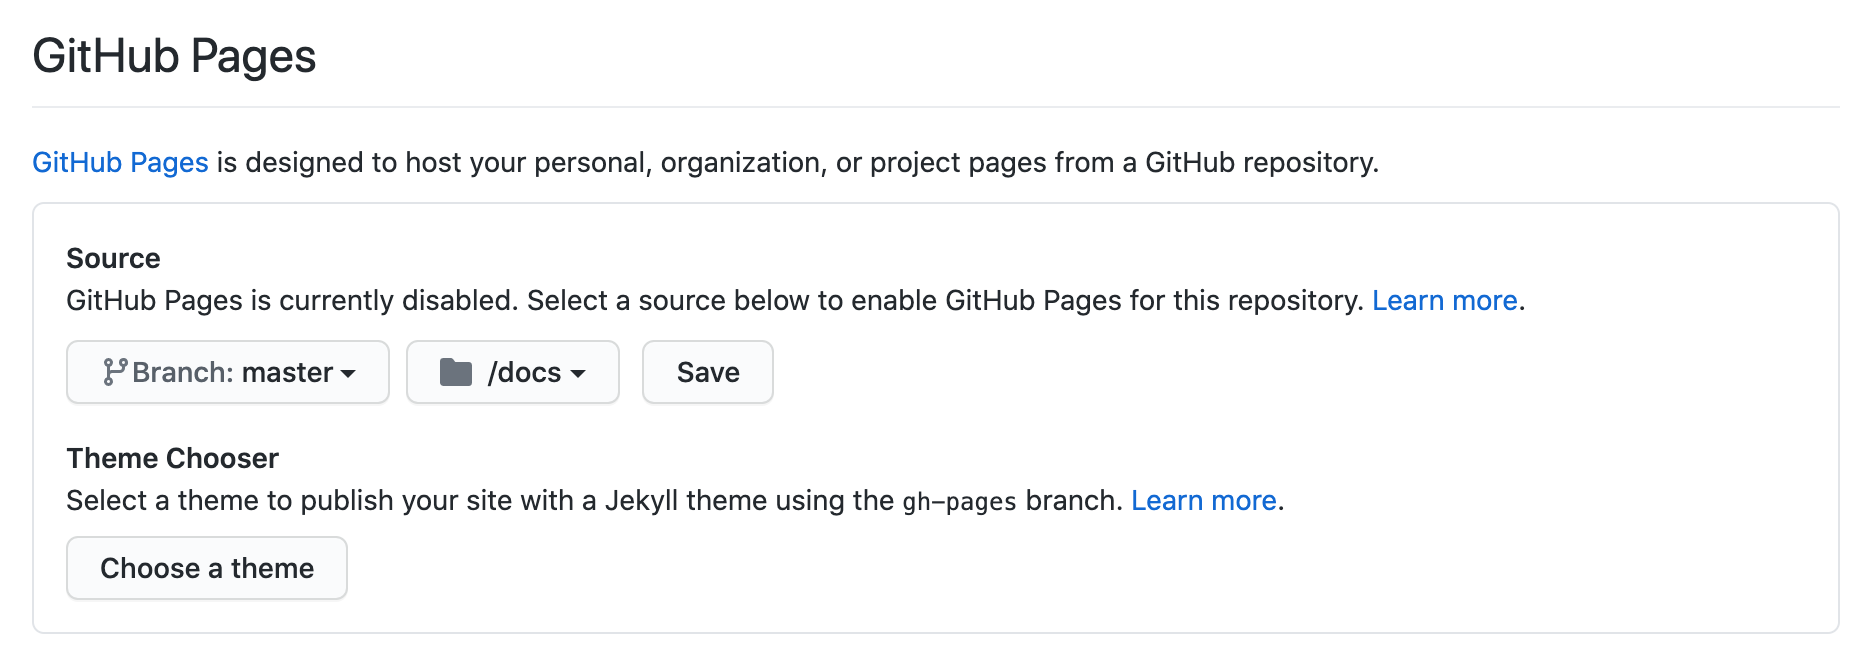 GitHub Pages
GitHub Pages is designed to host your personal, organization, or project pages from a GitHub repository.
Source
GitHub Pages is currently disabled. Select a source below to enable GitHub Pages for this repository. Learn more.
Branch: master /docs Save
Theme Chooser
Select a theme to publish your site with a Jekyll theme using the gh-pages branch. Learn more.
Choose a theme